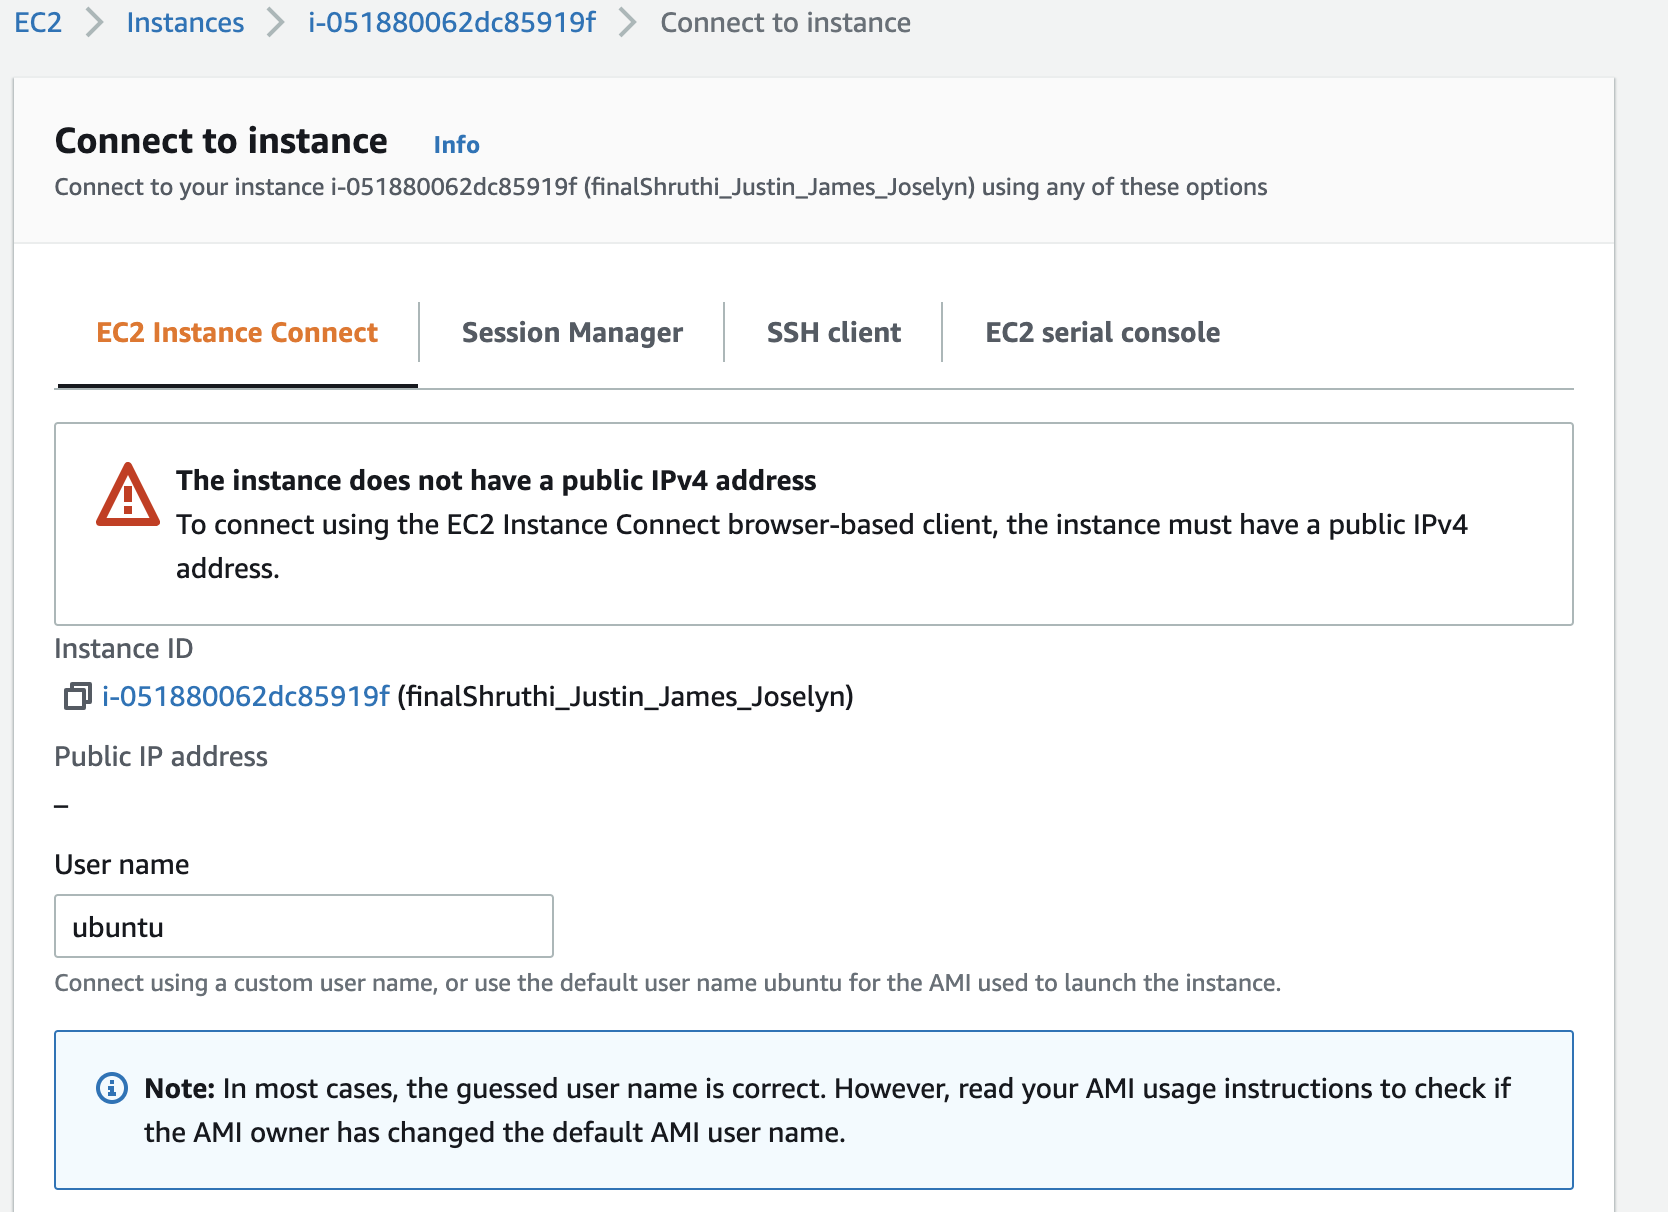 EC2 Instances i-051880062dc85919f Connect to instance
Connect to instance Info
Connect to your instance i-051880062dc85919f (finalShruthi_Justin_James_Joselyn) using any of these options
EC2 Instance Connect Session Manager SSH client EC2 serial console
The instance does not have a public IPv4 address
To connect using the EC2 Instance Connect browser-based client, the instance must have a public IPv4
address.
Instance ID
i-051880062dc85919f (finalShruthi_Justin_James_Joselyn)
Public IP address
–
User name
ubuntu
Connect using a custom user name, or use the default user name ubuntu for the AMI used to launch the instance.
Note: In most cases, the guessed user name is correct. However, read your AMI usage instructions to check if
the AMI owner has changed the default AMI user name.